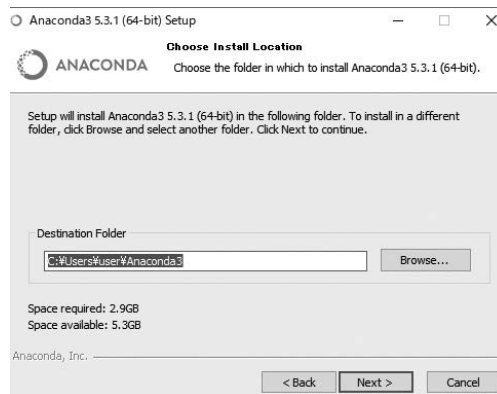 Anaconda3 5.3.1 (64-bit) Setup
ANACONDA
Choose Install Location
Choose the folder in which to install Anaconda3 5.3.1 (64-bit).
Setup will install Anaconda3 5.3.1 (64-bit) in the following folder. To install in a different
folder, click Browse and select another folder. Click Next to continue.
Destination Folder
C:¥Users¥user¥Anaconda3
Browse...
Space required: 2.9GB
Space available: 5.3GB
Anaconda, Inc.
< Back
Next >
Cancel